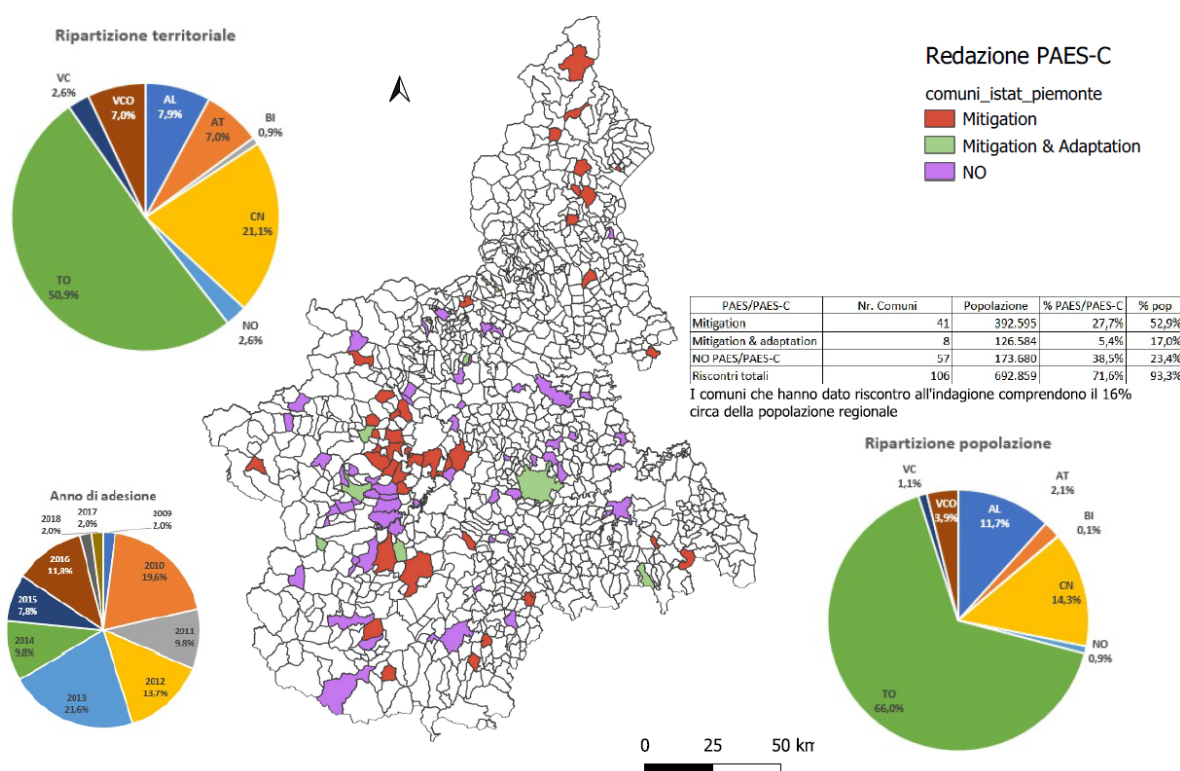 Ripartizione territoriale
VC
2,6%
VCO
7,0%
AL
7,9%
AT
7,0%
BI
0,9%
CN
21,1%
TO
50,9%
NO
2,6%
Redazione PAES-C
comuni_istat_piemonte
Mitigation
Mitigation & Adaptation
NO
PAES/PAES-C Nr. Comuni Popolazione % PAES/PAES-C % pop
Mitigation 41 392.595 27,7% 52,9%
Mitigation & adaptation 8 126.584 5,4% 17,0%
NO PAES/PAES-C 57 173.680 38,5% 23,4%
Riscontri totali 106 692.859 71,6% 93,3%
I comuni che hanno dato riscontro all'indagine comprendono il 16%
circa della popolazione regionale
Anno di adesione
2018
2,0%
2017
2,0%
2009
2,0%
2016
11,8%
2010
19,6%
2015
7,8%
2011
9,8%
2014
9,8%
2012
13,7%
2013
21,6%
Ripartizione popolazione
VC
1,1%
VCO
3,9%
AL
11,7%
AT
2,1%
BI
0,1%
CN
14,3%
NO
0,9%
TO
66,0%
0 25 50 km